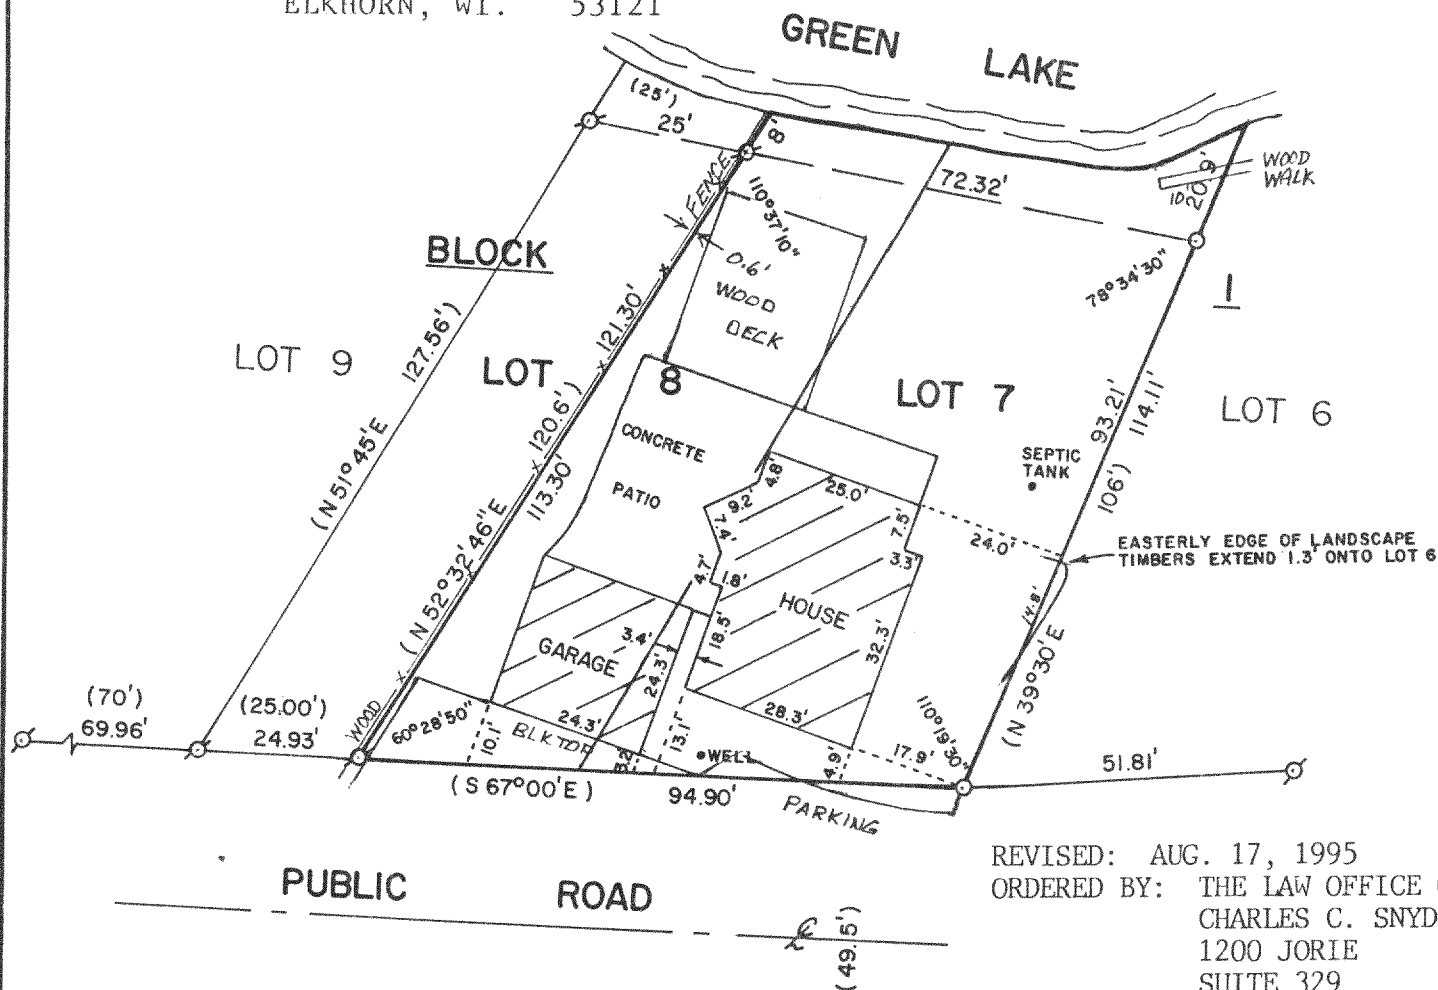 ELKHORN, WI. 53121
GREEN LAKE
(25')
25'
8'
72.32'
20.9'
10'
WOOD
WALK
FENCE
110°37'10"
0.6'
WOOD
DECK
78°34'30"
BLOCK
1
LOT 9
LOT 8
LOT 7
LOT 6
127.56')
(N 51°45'E
121.30'
120.6')
113.30'
(N 52°32'46"E
WOOD
93.21'
114.11'
106')
(N 39°30'E
SEPTIC
TANK
CONCRETE
PATIO
4.8'
25.0'
9.2'
7.4'
7.5'
3.3'
24.0'
4.7'
1.8'
EASTERLY EDGE OF LANDSCAPE
TIMBERS EXTEND 1.3' ONTO LOT 6
14.8'
HOUSE
GARAGE
3.4'
18.5'
24.3'
32.3'
24.3'
28.3'
60°28'50"
10.1'
BLKTOP
3.2'
13.1'
WELL
4.9'
17.9'
110°19'30"
(70')
69.96'
(25.00')
24.93'
(S 67°00'E)
94.90'
51.81'
PARKING
PUBLIC ROAD
℄
(49.5')
REVISED: AUG. 17, 1995
ORDERED BY: THE LAW OFFICE
CHARLES C. SNYD
1200 JORIE
SUITE 329